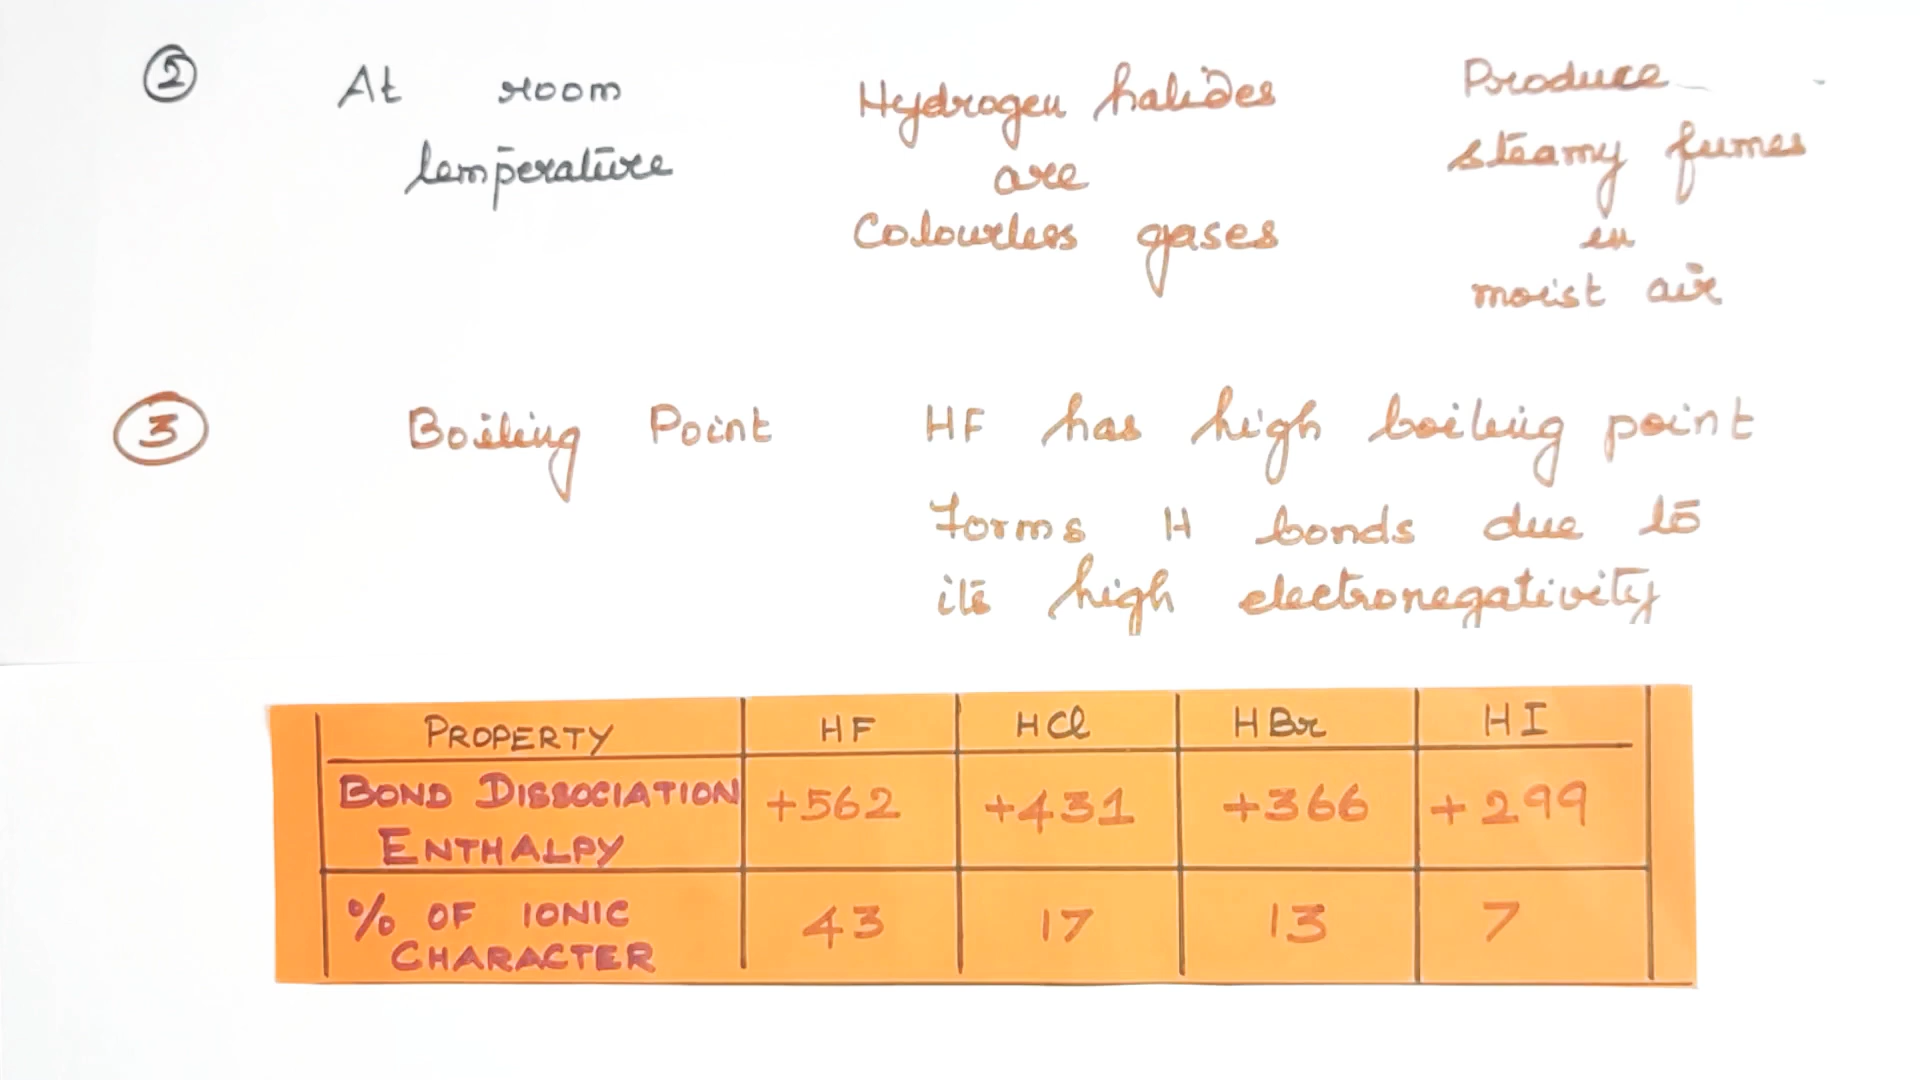 2
At room
temperature
Hydrogen halides
are
Colourless gases
Produce
steamy fumes
in
moist air
3
Boiling Point
HF has high boiling point
Forms H bonds due to
its high electronegativity
PROPERTY HF HCl HBr HI
BOND DISSOCIATION
ENTHALPY +562 +431 +366 +299
% OF IONIC
CHARACTER 43 17 13 7